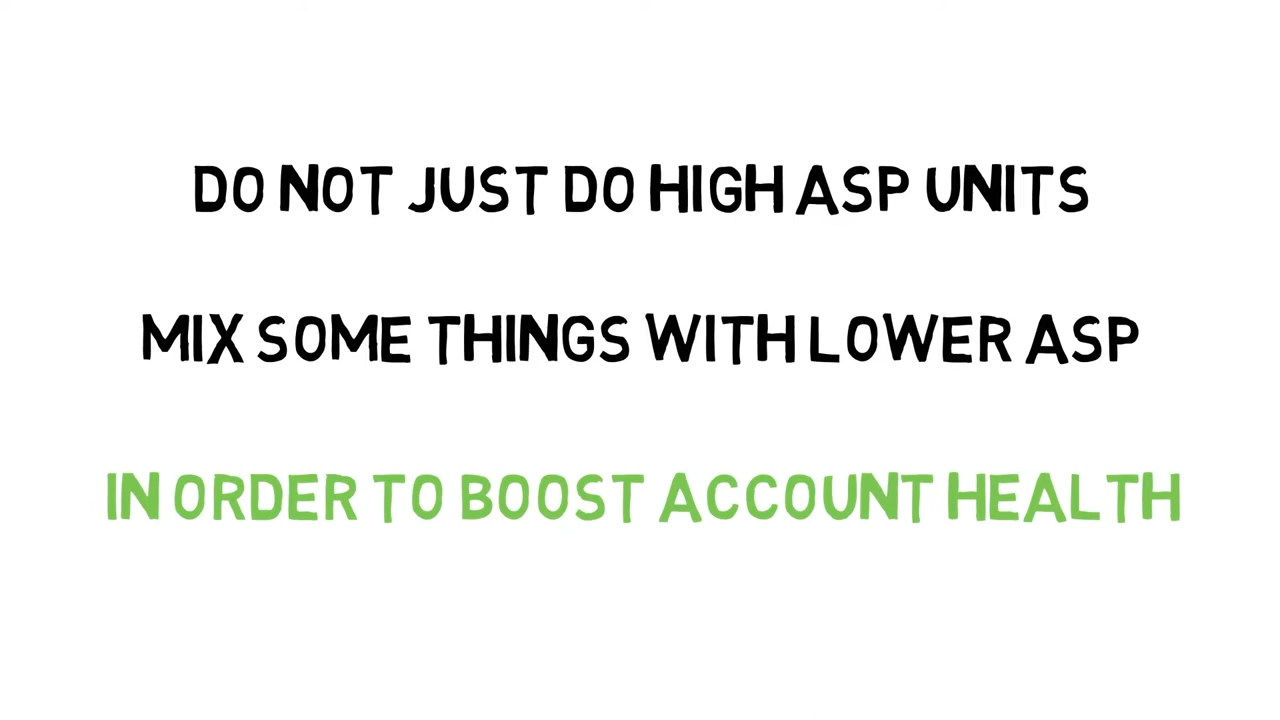 DO NOT JUST DO HIGH ASP UNITS
MIX SOME THINGS WITH LOWER ASP
IN ORDER TO BOOST ACCOUNT HEALTH